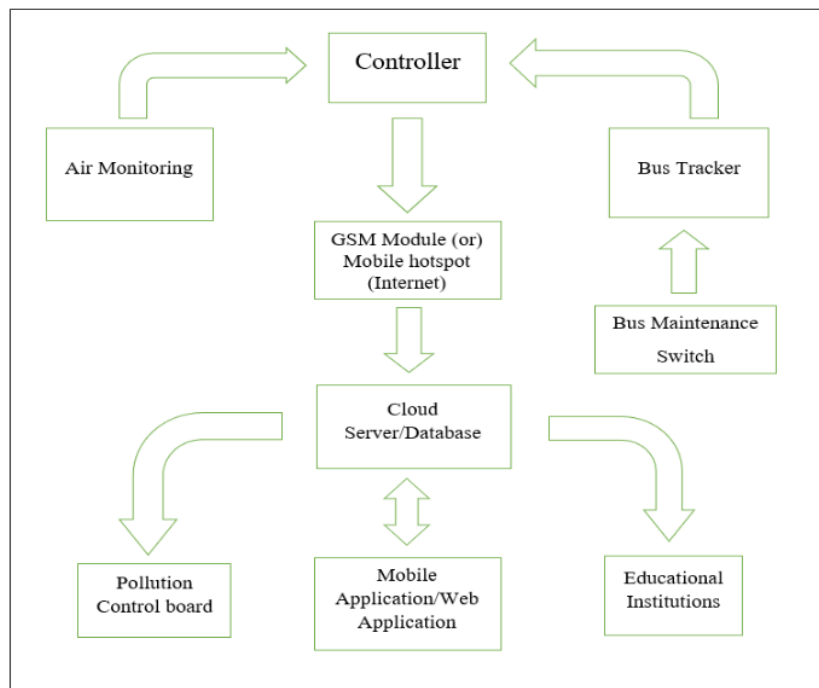 Controller
Air Monitoring
Bus Tracker
GSM Module (or)
Mobile hotspot
(Internet)
Bus Maintenance
Switch
Cloud
Server/Database
Pollution
Control board
Mobile
Application/Web
Application
Educational
Institutions